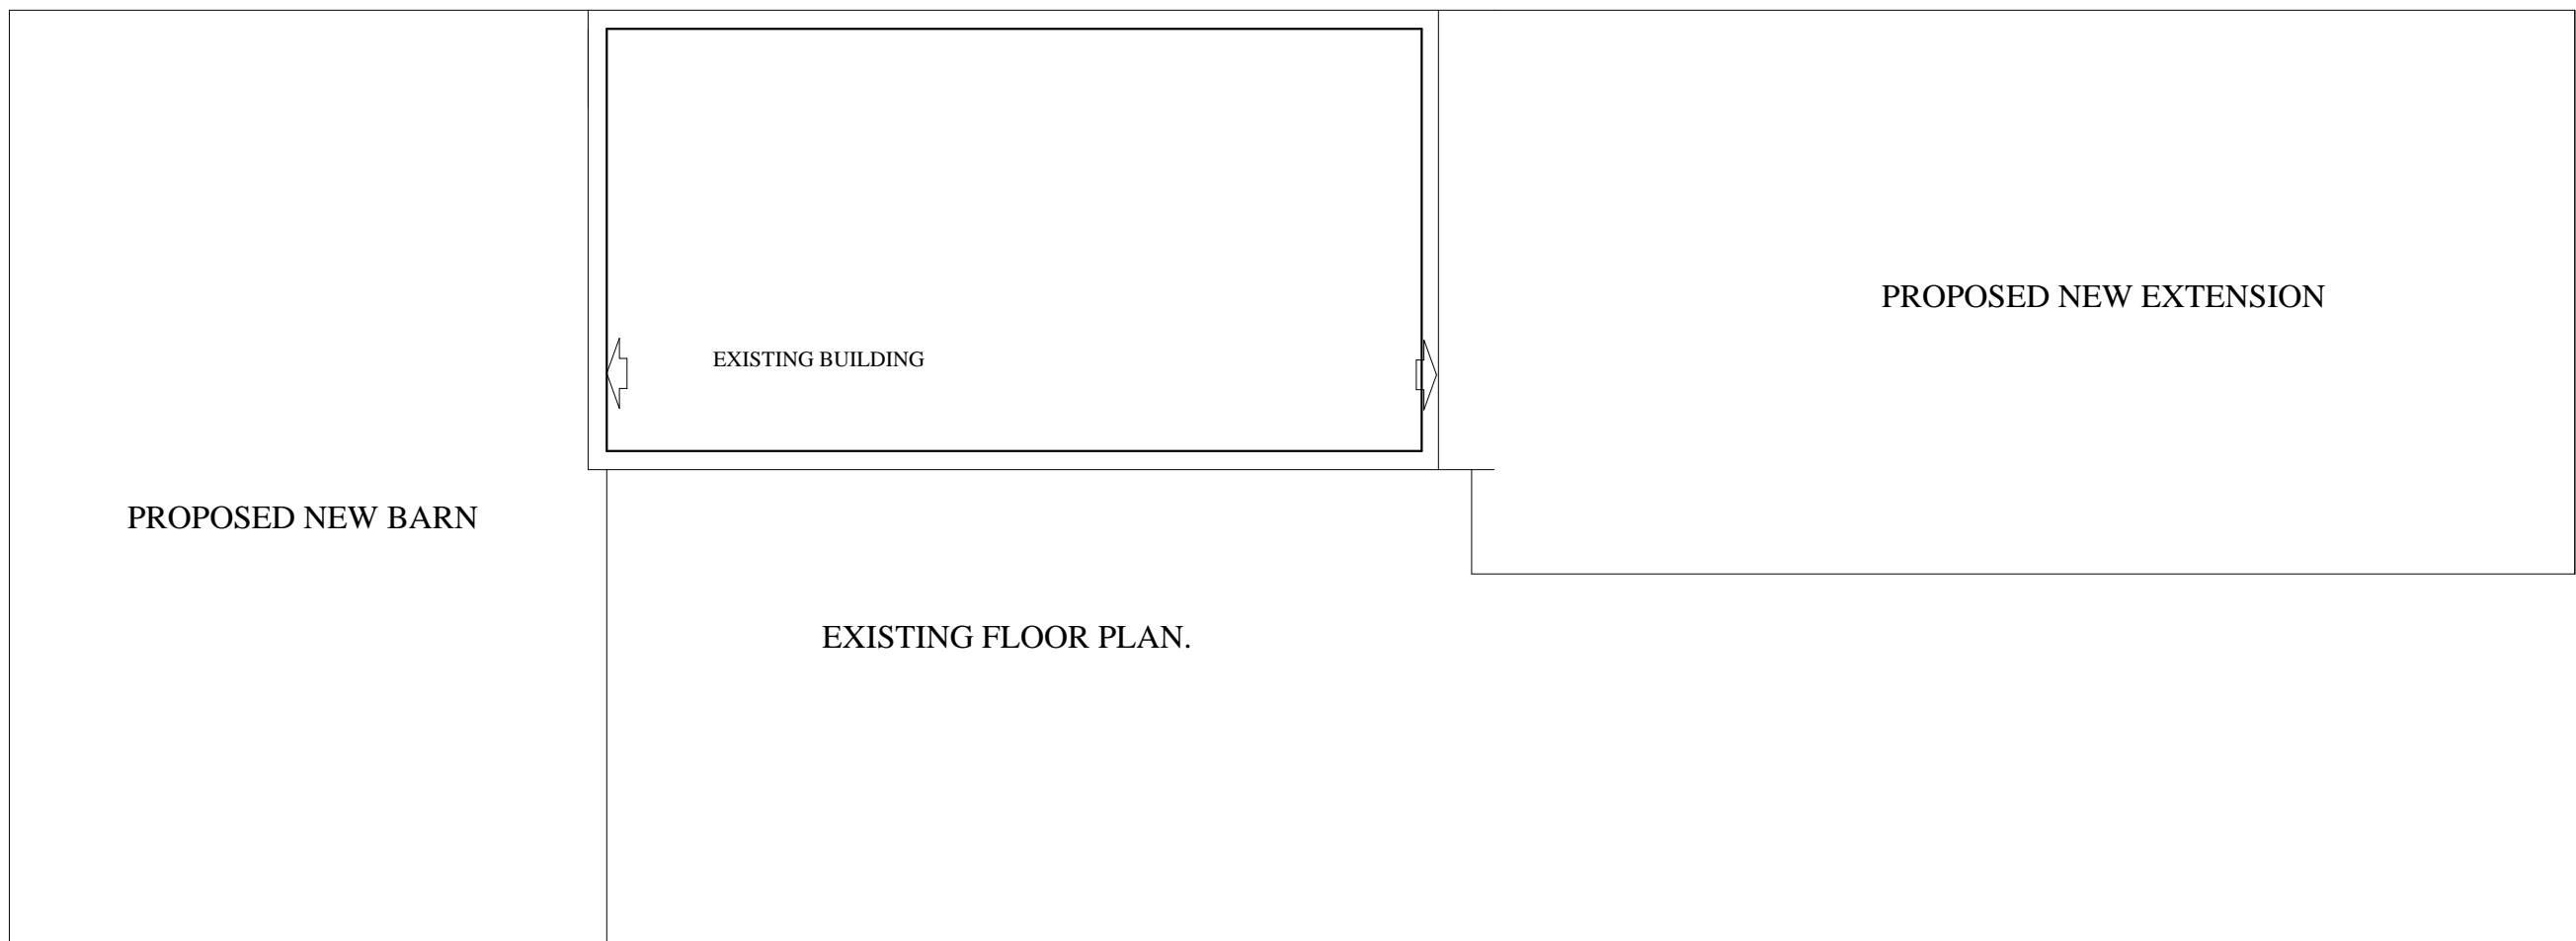 PROPOSED NEW EXTENSION
EXISTING BUILDING
PROPOSED NEW BARN
EXISTING FLOOR PLAN.